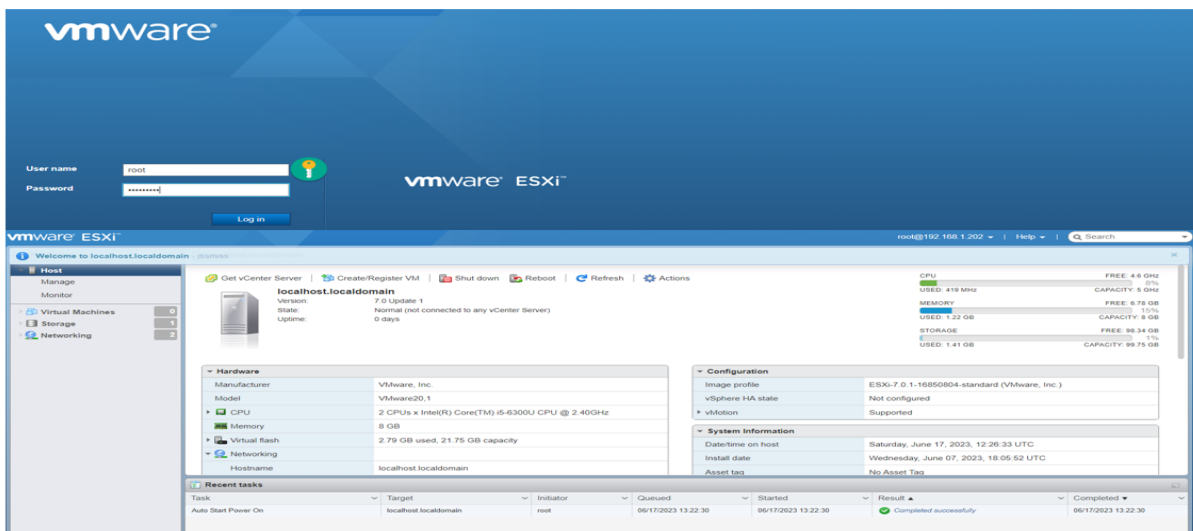 vmware®
User name root
Password ·········
vmware® ESXi™
Log in
vmware® ESXi™ root@192.168.1.202 | Help | Search
Welcome to localhost.localdomain
Host
Manage
Monitor
Virtual Machines 0
Storage 1
Networking 2
Get vCenter Server | Create/Register VM | Shut down Reboot | Refresh | Actions
localhost.localdomain
Version: 7.0 Update 1
State: Normal (not connected to any vCenter Server)
Uptime: 0 days
CPU FREE: 4.6 GHz
8%
USED: 419 MHz CAPACITY: 5 GHz
MEMORY FREE: 6.78 GB
15%
USED: 1.22 GB CAPACITY: 8 GB
STORAGE FREE: 98.34 GB
1%
USED: 1.41 GB CAPACITY: 99.75 GB
Hardware
Manufacturer VMware, Inc.
Model VMware20,1
CPU 2 CPUs x Intel(R) Core(TM) i5-6300U CPU @ 2.40GHz
Memory 8 GB
Virtual flash 2.79 GB used, 21.75 GB capacity
Networking
Hostname localhost.localdomain
Configuration
Image profile ESXi-7.0.1-16850804-standard (VMware, Inc.)
vSphere HA state Not configured
vMotion Supported
System Information
Date/time on host Saturday, June 17, 2023, 12:26:33 UTC
Install date Wednesday, June 07, 2023, 18:05:52 UTC
Asset tag No Asset Tag
Recent tasks
Task Target Initiator Queued Started Result Completed
Auto Start Power On localhost.localdomain root 06/17/2023 13:22:30 06/17/2023 13:22:30 Completed successfully 06/17/2023 13:22:30